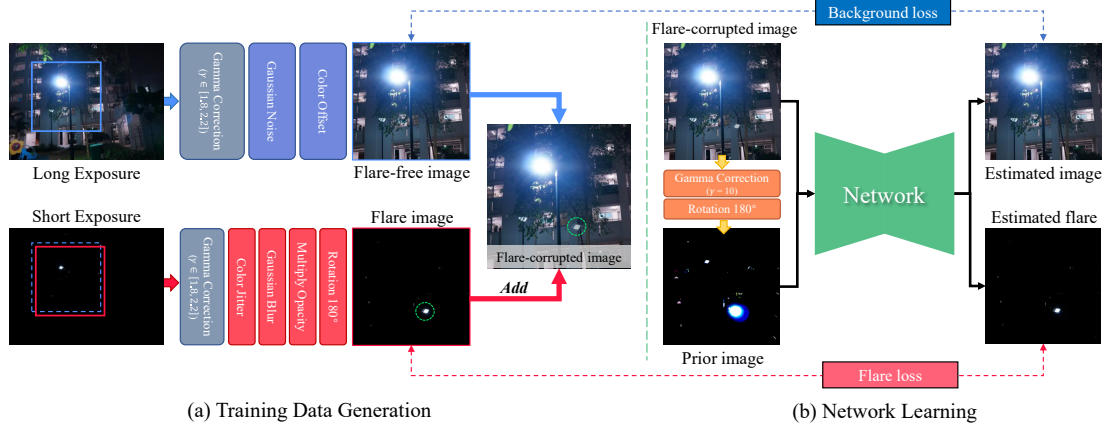 Background loss
Flare-corrupted image
Gamma Correction
(γ ∈ [1.8,2.2])
Gaussian Noise
Color Offset
Long Exposure
Flare-free image
Short Exposure
Flare image
Gamma Correction
(γ ∈ [1.8,2.2])
Color Jitter
Gaussian Blur
Multiply Opacity
Rotation 180°
Flare-corrupted image
Add
Gamma Correction
(γ = 10)
Rotation 180°
Prior image
Network
Estimated image
Estimated flare
Flare loss
(a) Training Data Generation
(b) Network Learning